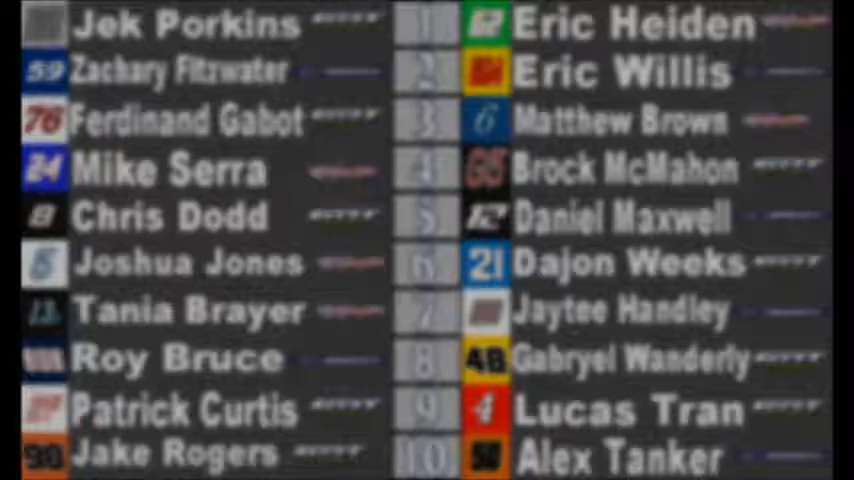 Jek Porkins 1 Eric Heiden
59 Zachary Fitzwater 2 Eric Willis
76 Ferdinand Gabot 3 6 Matthew Brown
24 Mike Serra 4 Brock McMahon
8 Chris Dodd 5 12 Daniel Maxwell
5 Joshua Jones 6 21 Dajon Weeks
Tania Brayer 7 Jaytee Handley
Roy Bruce 8 48 Gabryel Wanderly
Patrick Curtis 9 4 Lucas Tran
98 Jake Rogers 10 Alex Tanker